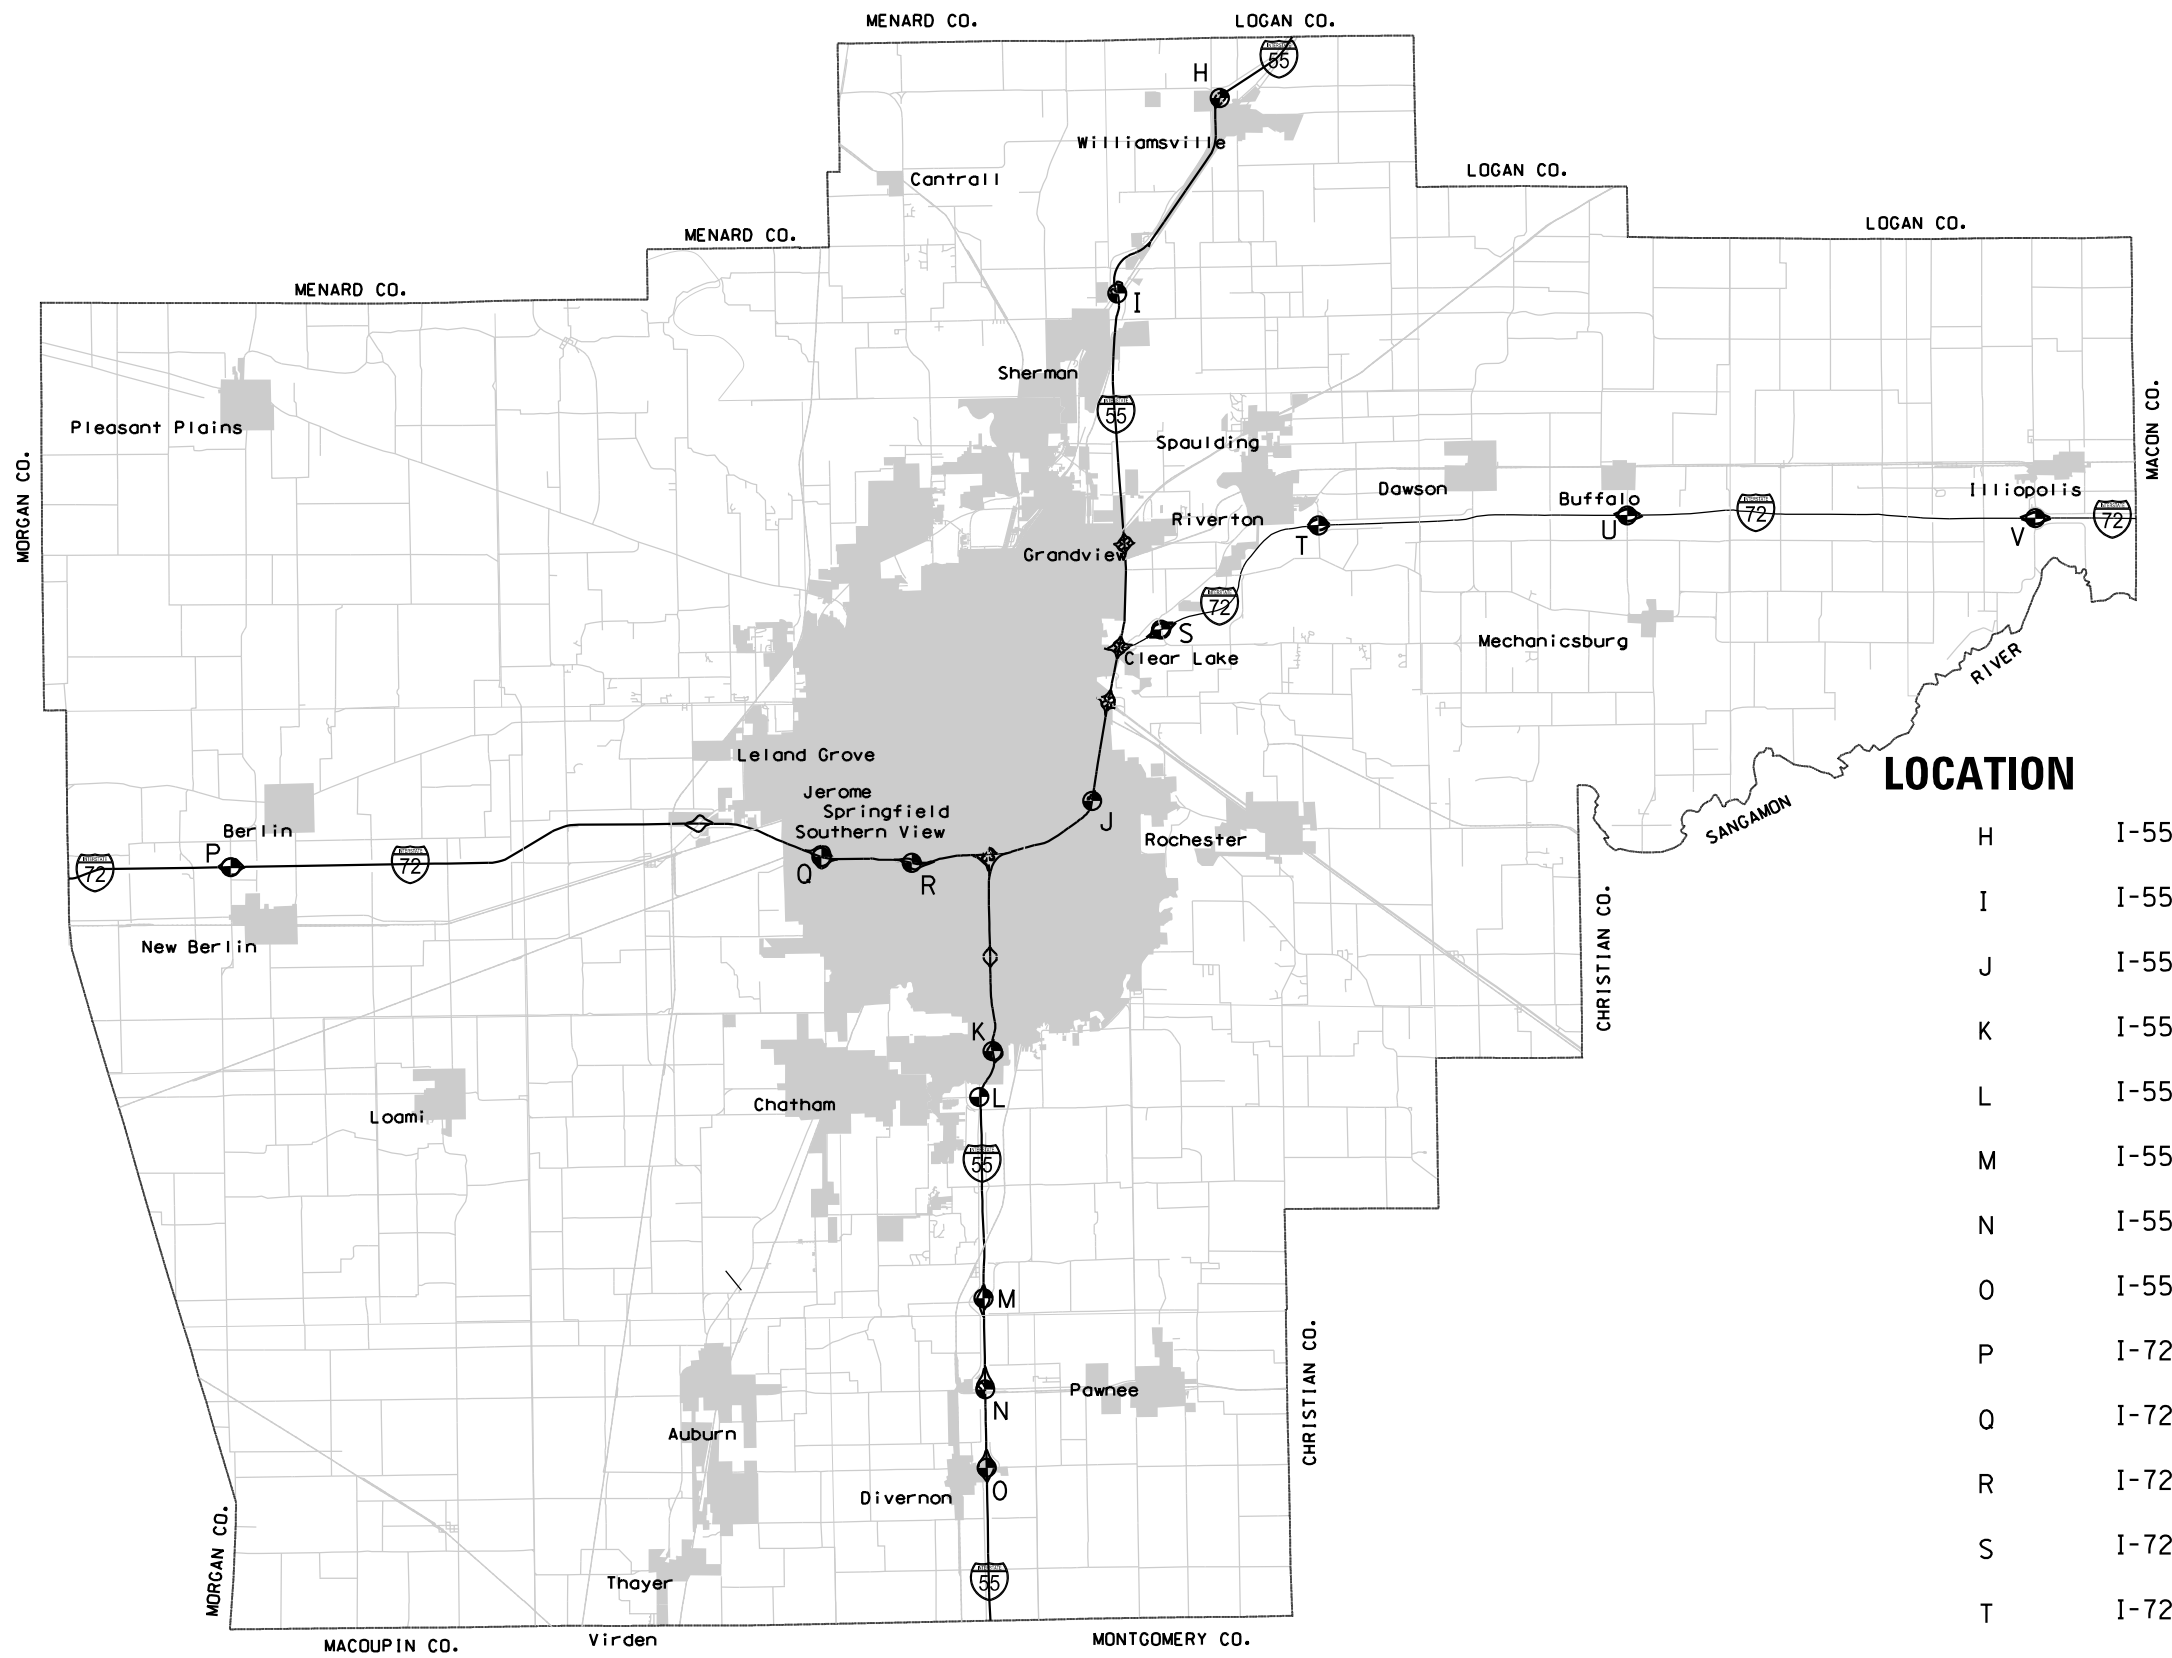 MENARD CO.
LOGAN CO.
INTERSTATE
55
H
Williamsville
Cantrall
LOGAN CO.
LOGAN CO.
MENARD CO.
MENARD CO.
I
Sherman
55
Pleasant Plains
Spaulding
MORGAN CO.
MACON CO.
Dawson
Buffalo
Illiopolis
Riverton
T
U
72
V
72
Grandview
72
S
Clear Lake
Mechanicsburg
SANGAMON RIVER
Leland Grove
Jerome
Springfield
Southern View
J
Rochester
Berlin
P
72
72
Q
R
New Berlin
CHRISTIAN CO.
K
L
Chatham
Loami
55
M
N
Pawnee
CHRISTIAN CO.
Auburn
O
Divernon
MORGAN CO.
Thayer
55
MACOUPIN CO.
Virden
MONTGOMERY CO.
LOCATION
H I-55
I I-55
J I-55
K I-55
L I-55
M I-55
N I-55
O I-55
P I-72
Q I-72
R I-72
S I-72
T I-72